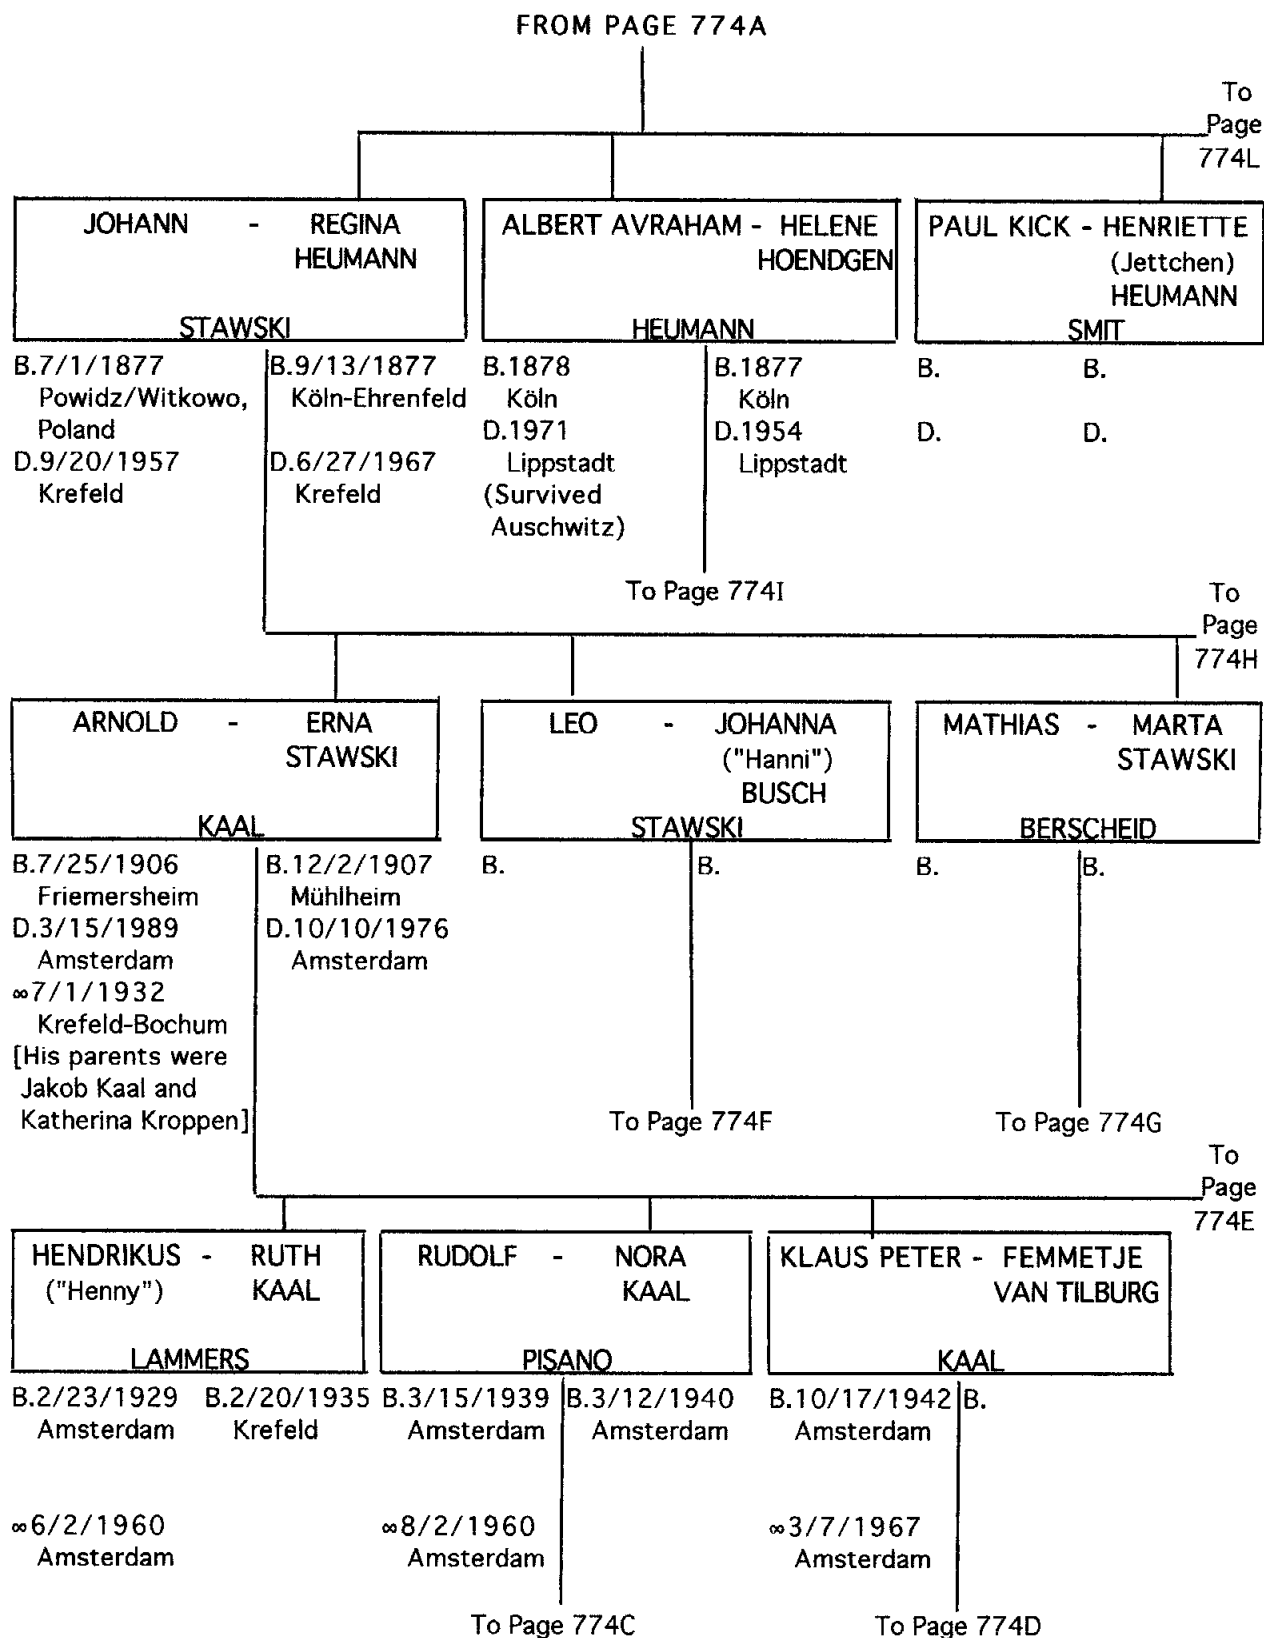 FROM PAGE 774A
To
Page
774L
JOHANN - REGINA
HEUMANN
STAWSKI
B.7/1/1877
Powidz/Witkowo,
Poland
D.9/20/1957
Krefeld
B.9/13/1877
Köln-Ehrenfeld
D.6/27/1967
Krefeld
ALBERT AVRAHAM - HELENE
HOENDGEN
HEUMANN
B.1878
Köln
D.1971
Lippstadt
(Survived
Auschwitz)
B.1877
Köln
D.1954
Lippstadt
To Page 774I
PAUL KICK - HENRIETTE
(Jettchen)
HEUMANN
SMIT
B. B.
D. D.
To
Page
774H
ARNOLD - ERNA
STAWSKI
KAAL
B.7/25/1906
Friemersheim
D.3/15/1989
Amsterdam
∞7/1/1932
Krefeld-Bochum
[His parents were
Jakob Kaal and
Katherina Kroppen]
B.12/2/1907
Mühlheim
D.10/10/1976
Amsterdam
LEO - JOHANNA
("Hanni")
BUSCH
STAWSKI
B. B.
To Page 774F
MATHIAS - MARTA
STAWSKI
BERSCHEID
B. B.
To Page 774G
To
Page
774E
HENDRIKUS - RUTH
("Henny") KAAL
LAMMERS
B.2/23/1929
Amsterdam
∞6/2/1960
Amsterdam
B.2/20/1935
Krefeld
RUDOLF - NORA
KAAL
PISANO
B.3/15/1939
Amsterdam
∞8/2/1960
Amsterdam
B.3/12/1940
Amsterdam
To Page 774C
KLAUS PETER - FEMMETJE
VAN TILBURG
KAAL
B.10/17/1942
Amsterdam
∞3/7/1967
Amsterdam
B.
To Page 774D